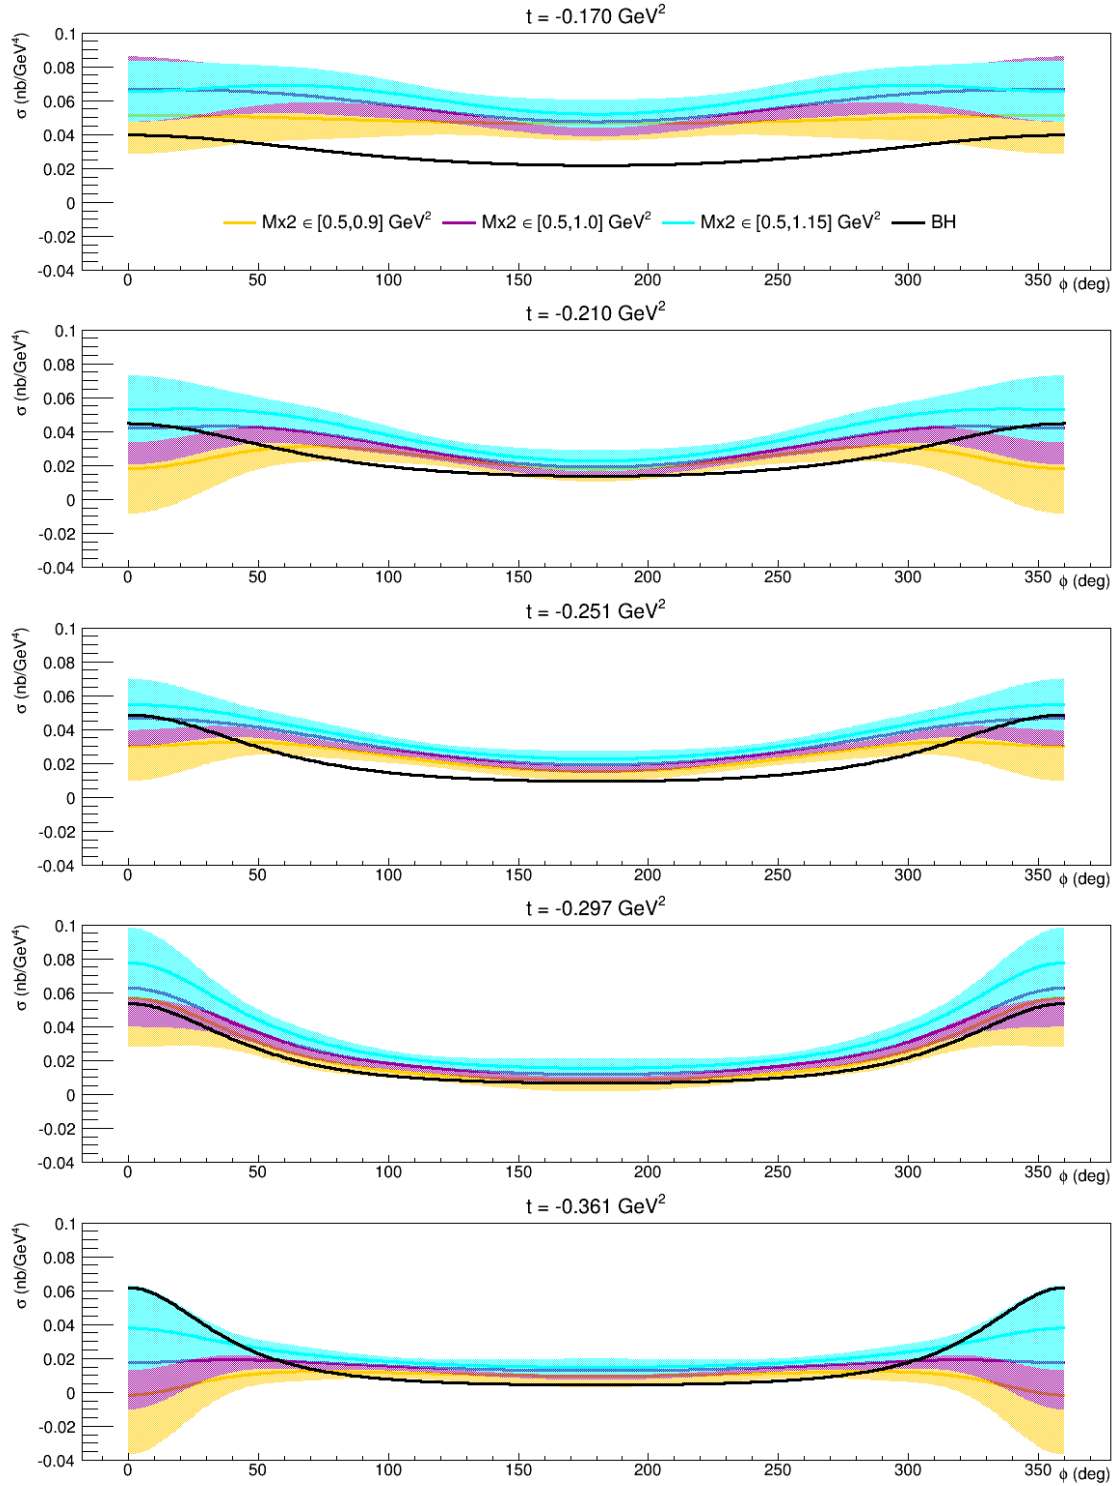 t = -0.170 GeV²
σ (nb/GeV⁴)
0.1
0.08
0.06
0.04
0.02
0
-0.02
-0.04
Mx2 ∈ [0.5,0.9] GeV² Mx2 ∈ [0.5,1.0] GeV² Mx2 ∈ [0.5,1.15] GeV² BH
0 50 100 150 200 250 300 350 ϕ (deg)
t = -0.210 GeV²
σ (nb/GeV⁴)
0.1
0.08
0.06
0.04
0.02
0
-0.02
-0.04
0 50 100 150 200 250 300 350 ϕ (deg)
t = -0.251 GeV²
σ (nb/GeV⁴)
0.1
0.08
0.06
0.04
0.02
0
-0.02
-0.04
0 50 100 150 200 250 300 350 ϕ (deg)
t = -0.297 GeV²
σ (nb/GeV⁴)
0.1
0.08
0.06
0.04
0.02
0
-0.02
-0.04
0 50 100 150 200 250 300 350 ϕ (deg)
t = -0.361 GeV²
σ (nb/GeV⁴)
0.1
0.08
0.06
0.04
0.02
0
-0.02
-0.04
0 50 100 150 200 250 300 350 ϕ (deg)